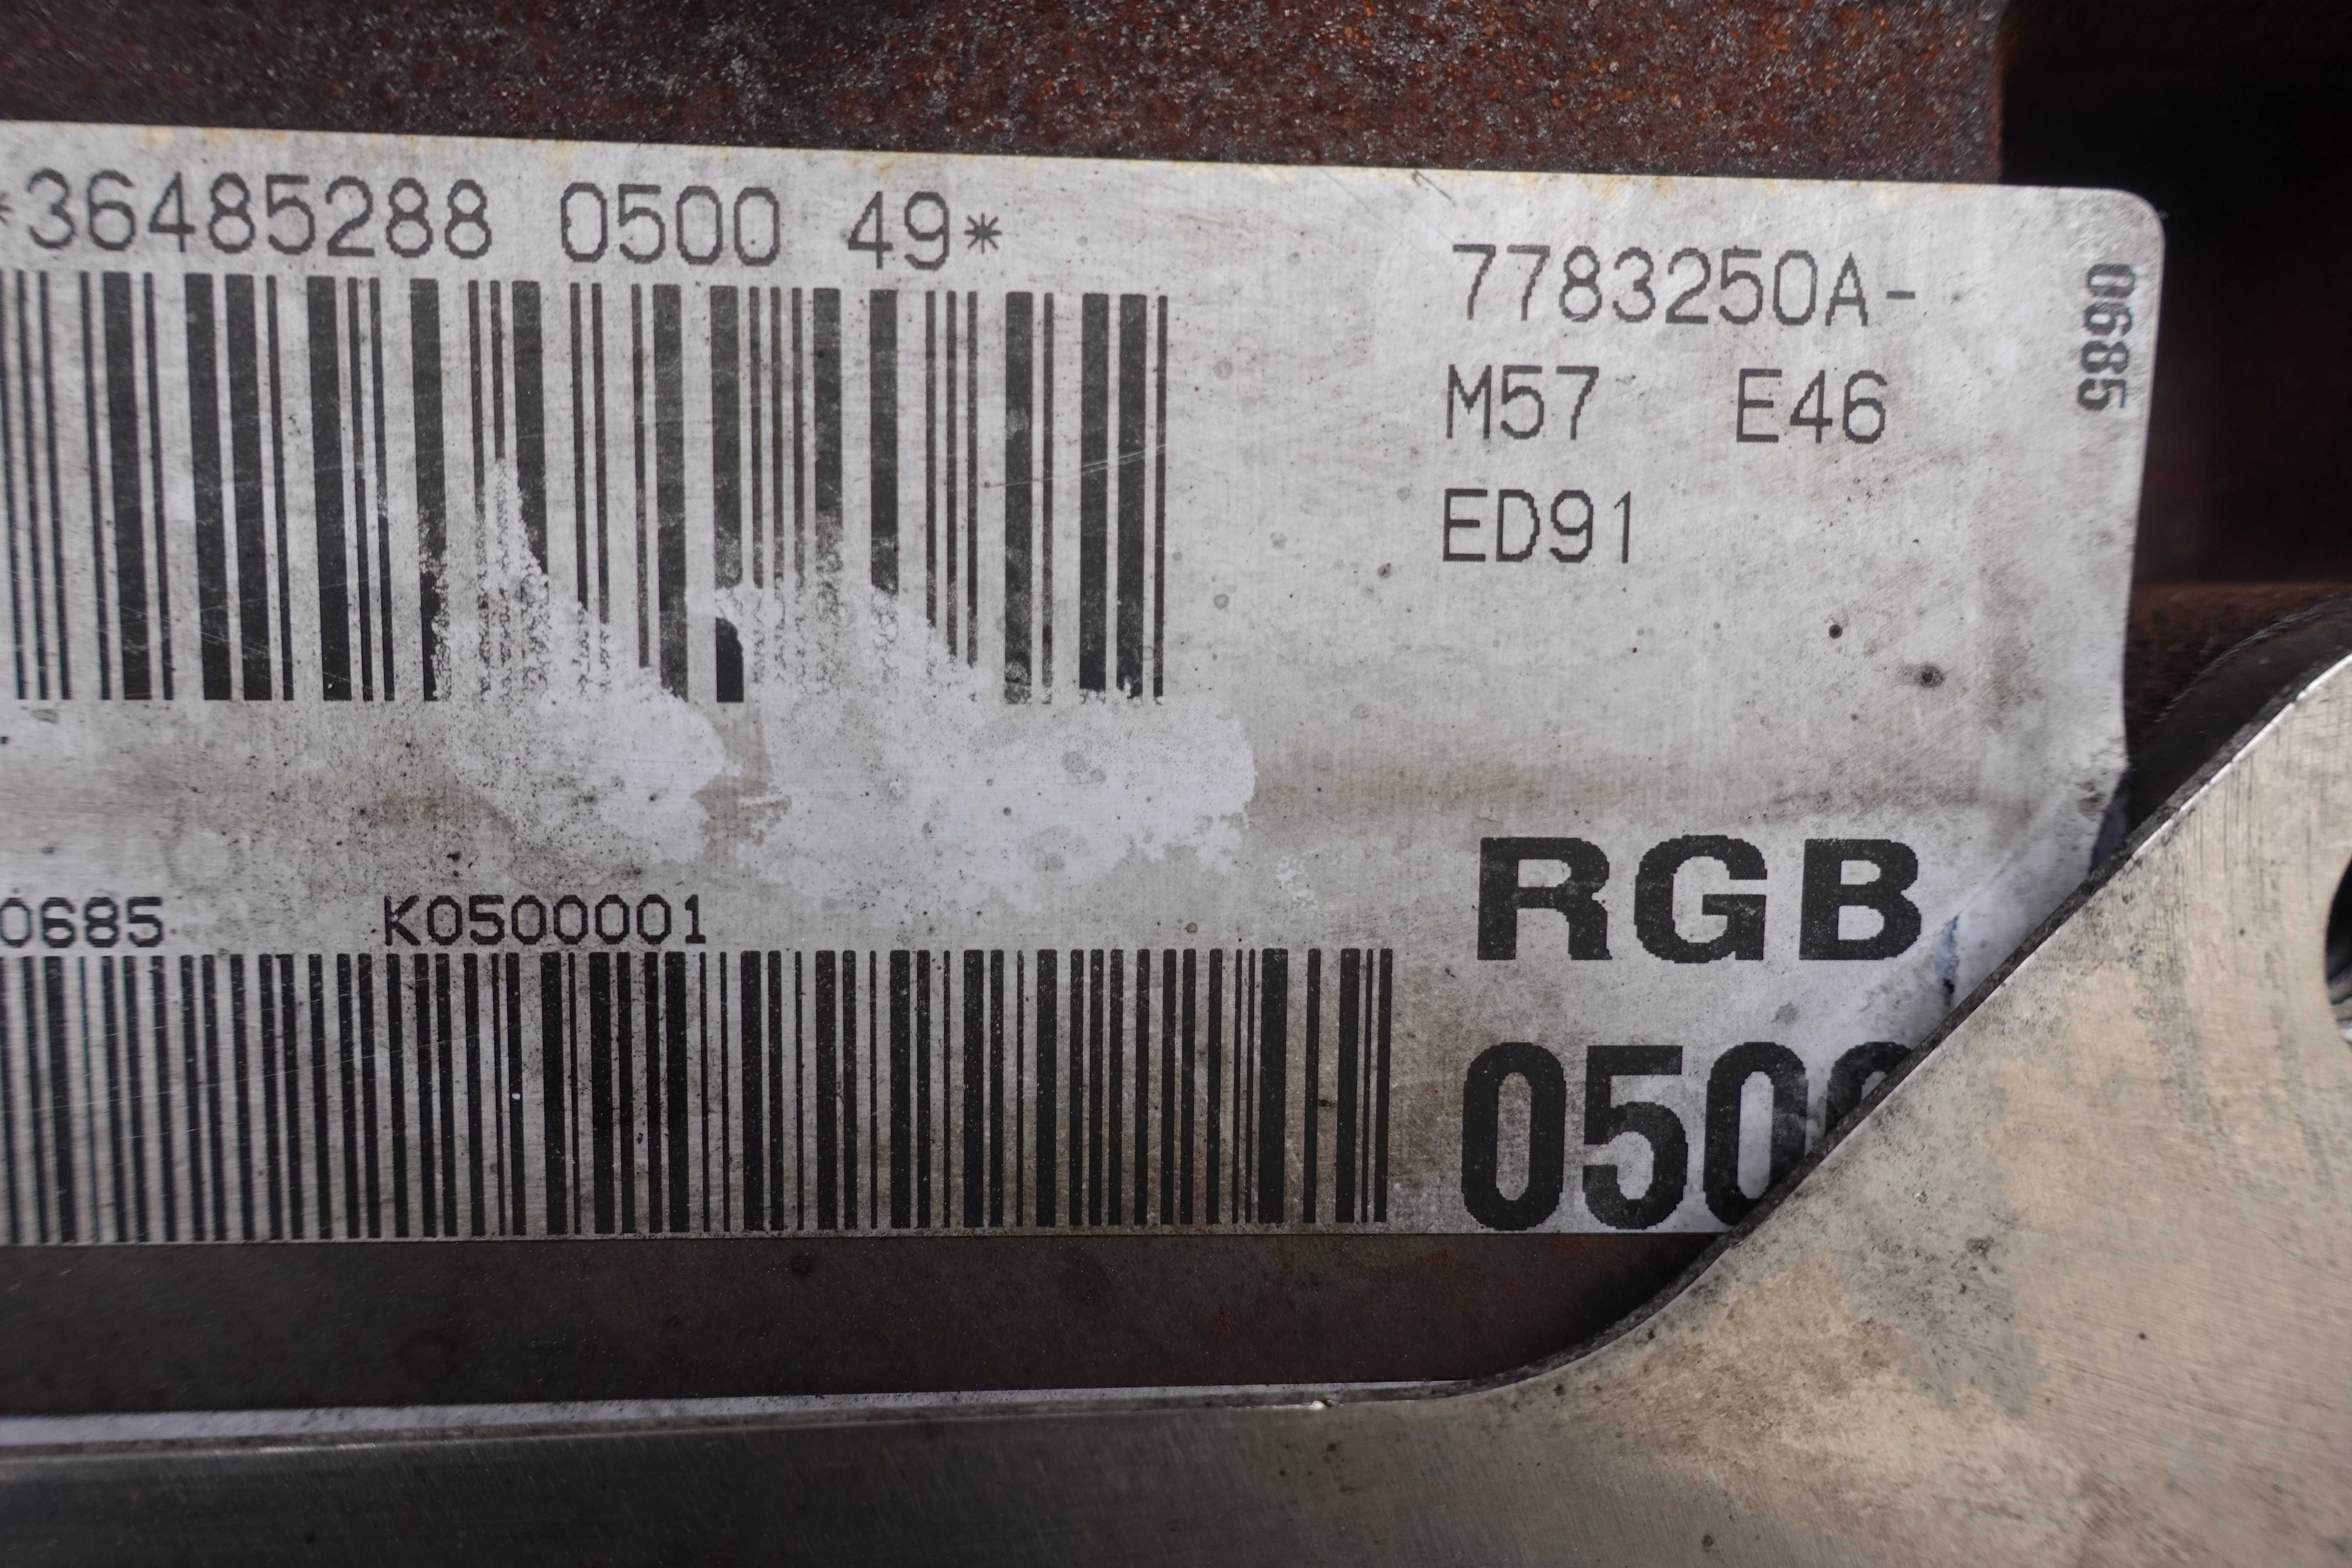 *36485288 0500 49*
7783250A-
M57 E46
ED91
0685
0685 K0500001
RGB
050